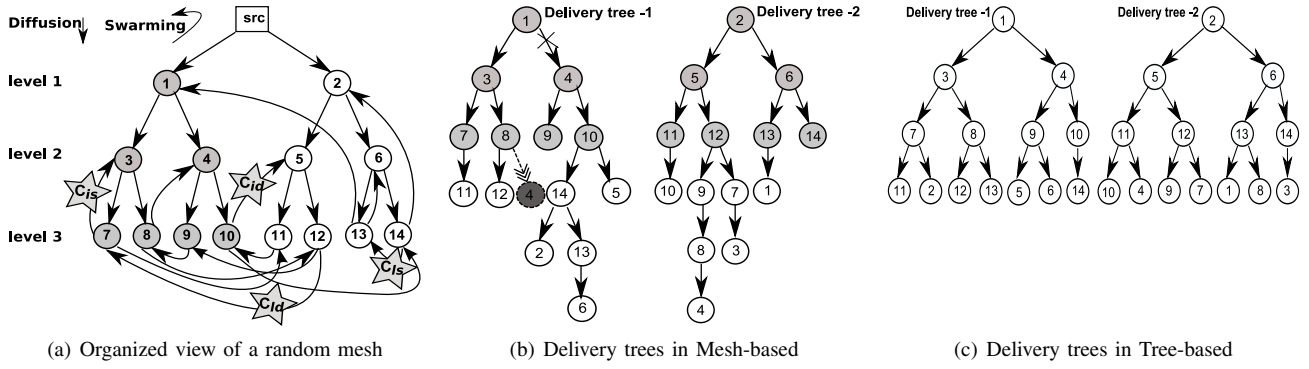 Diffusion Swarming src
level 1
1 2
level 2
3 4 5 6
Cis Cid
level 3
7 8 9 10 11 12 13 14
Cls
Cld
(a) Organized view of a random mesh
Delivery tree -1
1
3 4
7 8 9 10
11 12 4 14 5
2 13
6
Delivery tree -2
2
5 6
11 12 13 14
10 9 7 1
8 3
4
(b) Delivery trees in Mesh-based
Delivery tree -1
1
3 4
7 8 9 10
11 2 12 13 5 6 14
Delivery tree -2
2
5 6
11 12 13 14
10 4 9 7 1 8 3
(c) Delivery trees in Tree-based